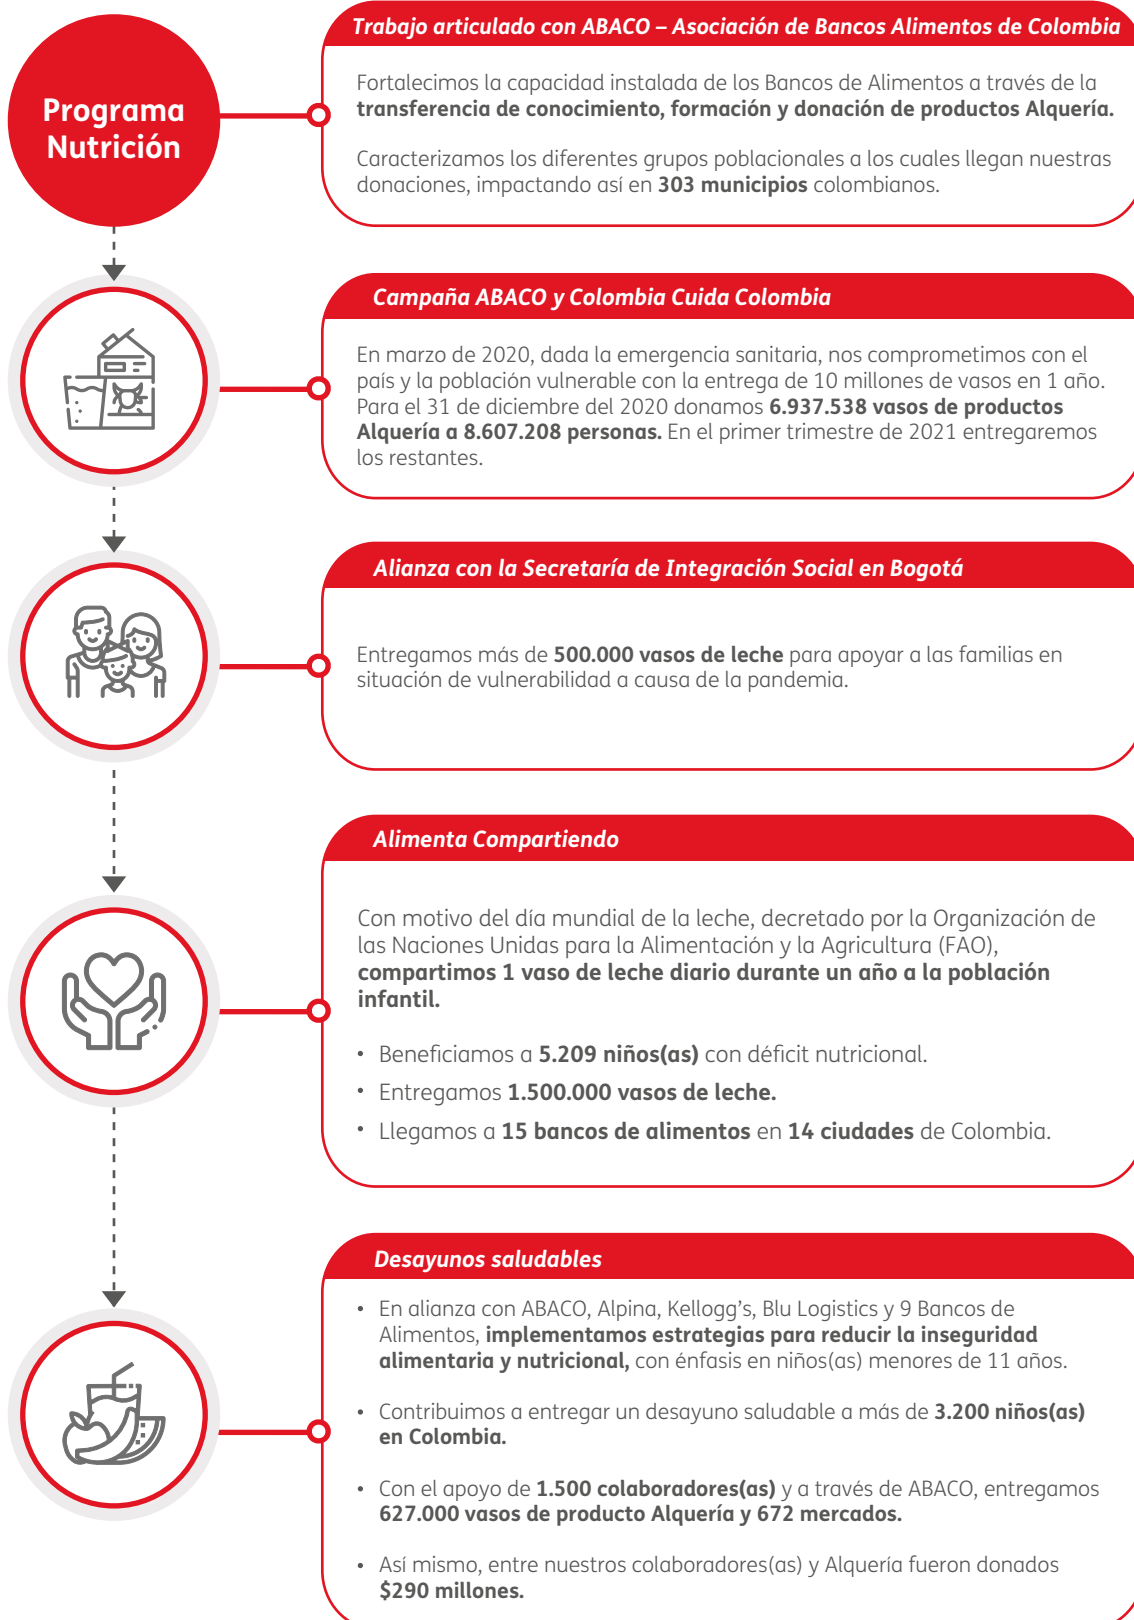 Programa
Nutrición
Trabajo articulado con ABACO – Asociación de Bancos Alimentos de Colombia
Fortalecimos la capacidad instalada de los Bancos de Alimentos a través de la
transferencia de conocimiento, formación y donación de productos Alquería.
Caracterizamos los diferentes grupos poblacionales a los cuales llegan nuestras
donaciones, impactando así en 303 municipios colombianos.
Campaña ABACO y Colombia Cuida Colombia
En marzo de 2020, dada la emergencia sanitaria, nos comprometimos con el
país y la población vulnerable con la entrega de 10 millones de vasos en 1 año.
Para el 31 de diciembre del 2020 donamos 6.937.538 vasos de productos
Alquería a 8.607.208 personas. En el primer trimestre de 2021 entregaremos
los restantes.
Alianza con la Secretaría de Integración Social en Bogotá
Entregamos más de 500.000 vasos de leche para apoyar a las familias en
situación de vulnerabilidad a causa de la pandemia.
Alimenta Compartiendo
Con motivo del día mundial de la leche, decretado por la Organización de
las Naciones Unidas para la Alimentación y la Agricultura (FAO),
compartimos 1 vaso de leche diario durante un año a la población
infantil.
• Beneficiamos a 5.209 niños(as) con déficit nutricional.
• Entregamos 1.500.000 vasos de leche.
• Llegamos a 15 bancos de alimentos en 14 ciudades de Colombia.
Desayunos saludables
• En alianza con ABACO, Alpina, Kellogg’s, Blu Logistics y 9 Bancos de
Alimentos, implementamos estrategias para reducir la inseguridad
alimentaria y nutricional, con énfasis en niños(as) menores de 11 años.
• Contribuimos a entregar un desayuno saludable a más de 3.200 niños(as)
en Colombia.
• Con el apoyo de 1.500 colaboradores(as) y a través de ABACO, entregamos
627.000 vasos de producto Alquería y 672 mercados.
• Así mismo, entre nuestros colaboradores(as) y Alquería fueron donados
$290 millones.